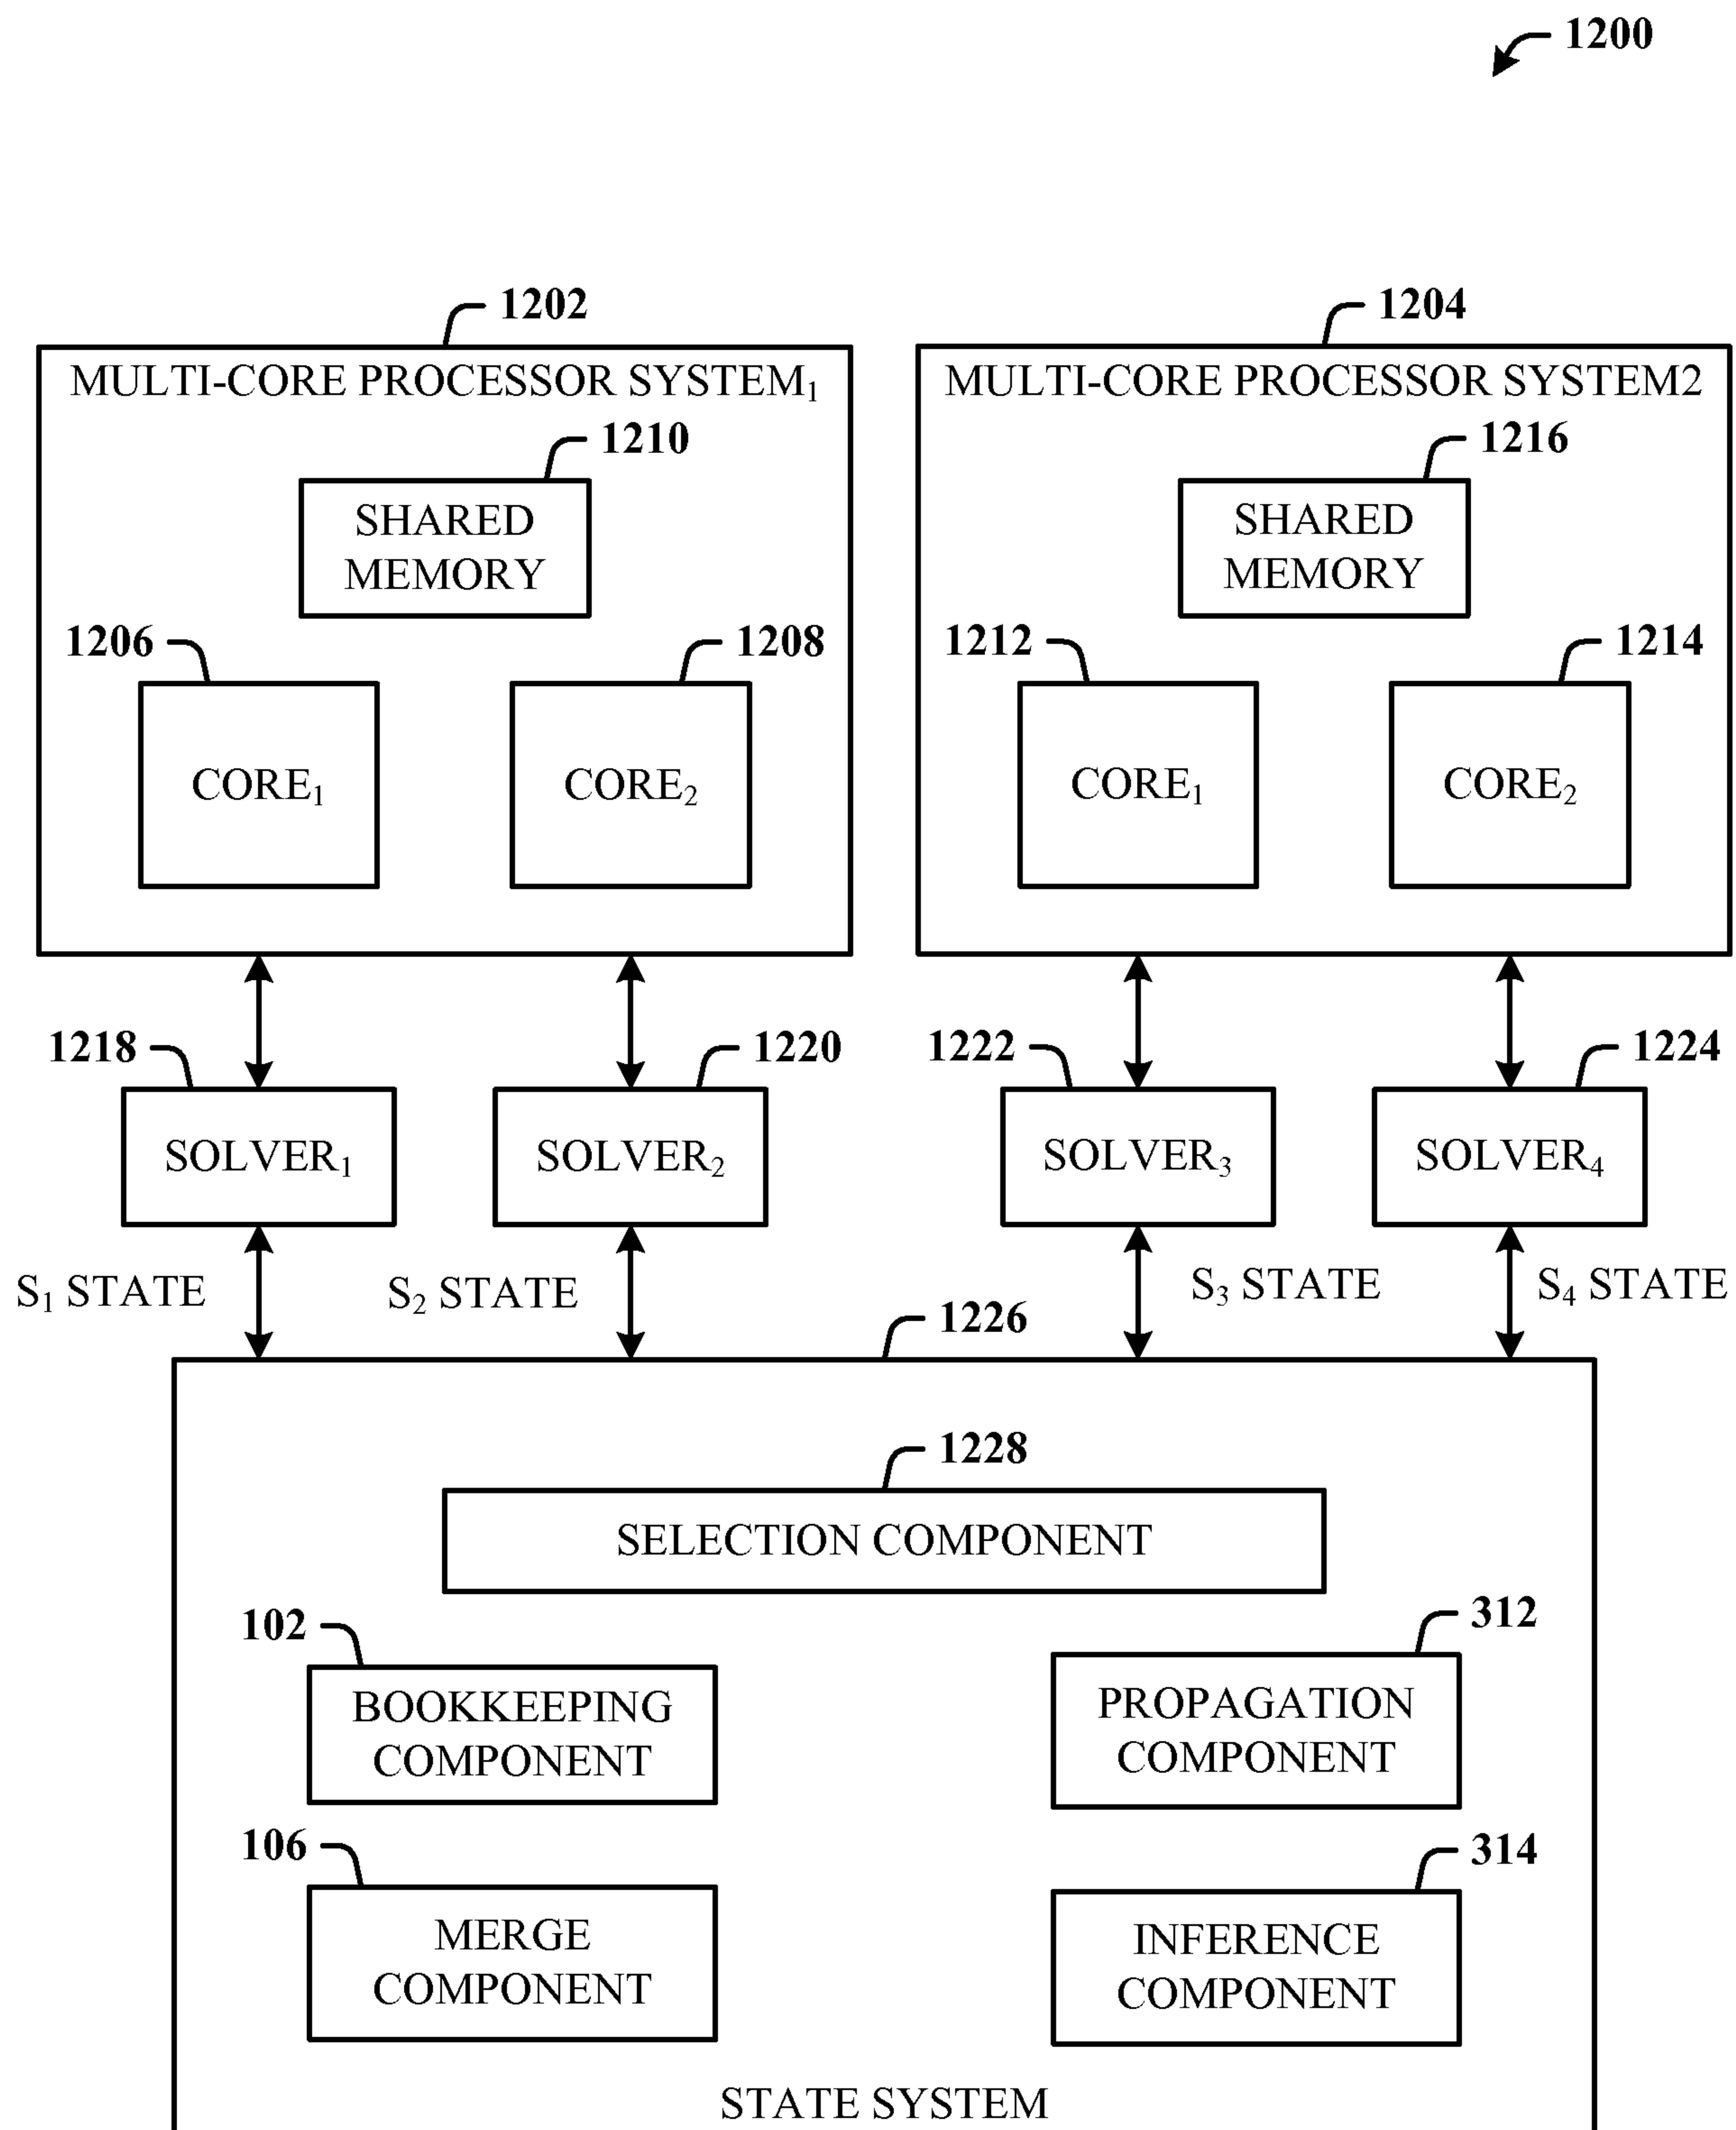 1200
1202
1204
MULTI-CORE PROCESSOR SYSTEM₁
MULTI-CORE PROCESSOR SYSTEM2
1210
1216
SHARED
MEMORY
SHARED
MEMORY
1206
1208
1212
1214
CORE₁
CORE₂
CORE₁
CORE₂
1218
1220
1222
1224
SOLVER₁
SOLVER₂
SOLVER₃
SOLVER₄
S₁ STATE
S₂ STATE
S₃ STATE
S₄ STATE
1226
1228
SELECTION COMPONENT
102
312
BOOKKEEPING
COMPONENT
PROPAGATION
COMPONENT
106
314
MERGE
COMPONENT
INFERENCE
COMPONENT
STATE SYSTEM